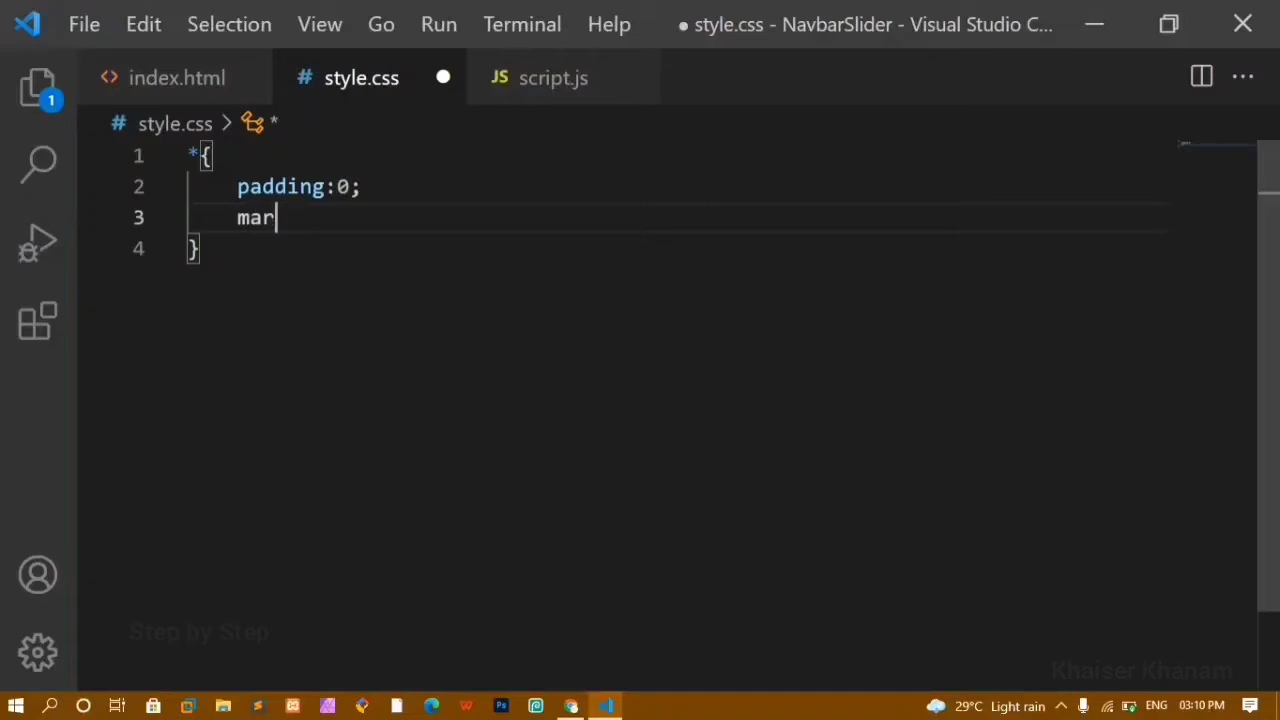 File Edit Selection View Go Run Terminal Help ● style.css - NavbarSlider - Visual Studio C...
index.html # style.css ● JS script.js ...
1
# style.css > *
1 *{
2 padding:0;
3 mar
4 }
Step by Step
Khaiser Khanam
29°C Light rain ENG 03:10 PM